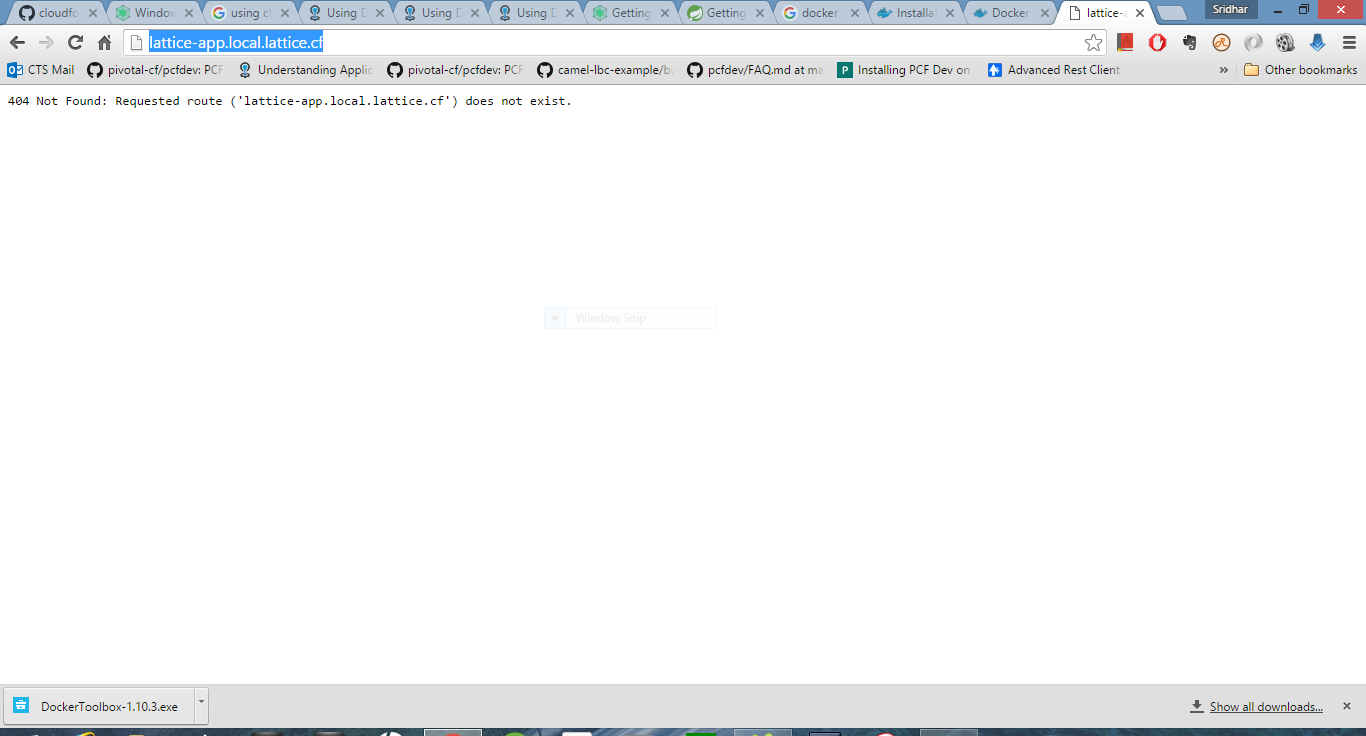 cloudfo Window using cl Using D Using D Using D Getting Getting docker Installat Docker lattice-a Sridhar
lattice-app.local.lattice.cf
CTS Mail pivotal-cf/pcfdev: PCF Understanding Applic pivotal-cf/pcfdev: PCF camel-lbc-example/bu pcfdev/FAQ.md at ma P Installing PCF Dev on Advanced Rest Client » Other bookmarks
404 Not Found: Requested route ('lattice-app.local.lattice.cf') does not exist.
Window Snip
DockerToolbox-1.10.3.exe Show all downloads...